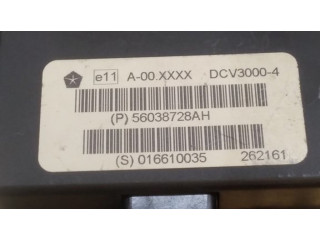 e11 A-00.XXXX DCV3000-4
(P) 56038728AH
(S) 016610035 262161